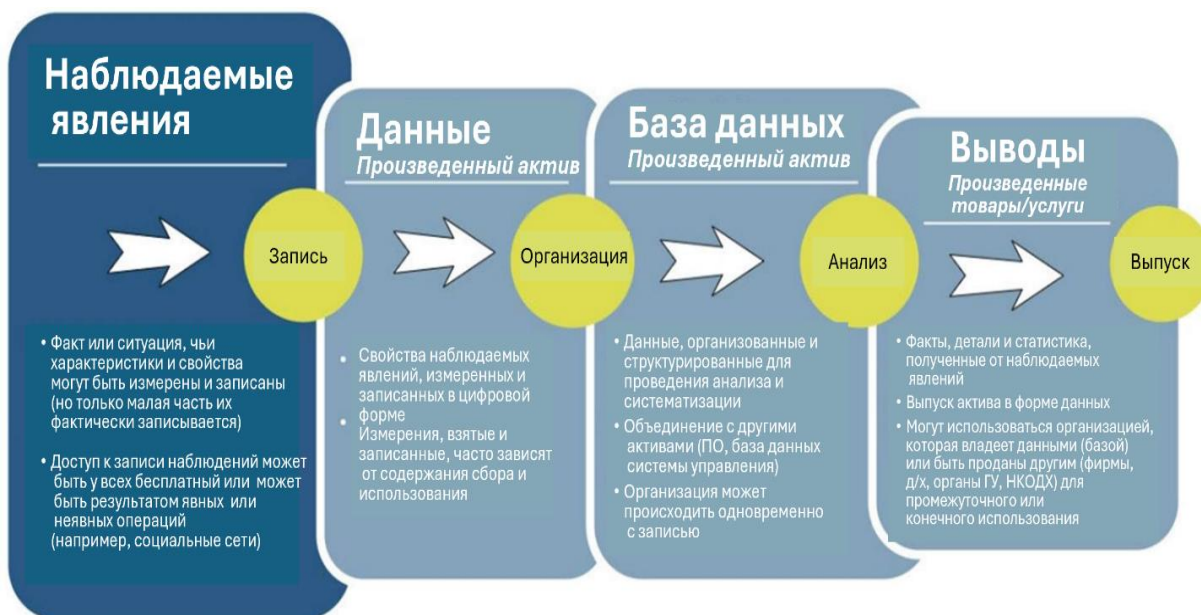 Наблюдаемые
явления
Запись
• Факт или ситуация, чьи
характеристики и свойства
могут быть измерены и записаны
(но только малая часть их
фактически записывается)
• Доступ к записи наблюдений может
быть у всех бесплатный или может
быть результатом явных или
неявных операций
(например, социальные сети)
Данные
Произведенный актив
Организация
• Свойства наблюдаемых
явлений, измеренных и
записанных в цифровой
форме
• Измерения, взятые и
записанные, часто зависят
от содержания сбора и
использования
База данных
Произведенный актив
Анализ
• Данные, организованные и
структурированные для
проведения анализа и
систематизации
• Объединение с другими
активами (ПО, база данных
системы управления)
• Организация может
происходить одновременно
с записью
Выводы
Произведенные
товары/услуги
Выпуск
• Факты, детали и статистика,
полученные от наблюдаемых
явлений
• Выпуск актива в форме данных
• Могут использоваться организацией,
которая владеет данными (базой)
или быть проданы другим (фирмы,
д/х, органы ГУ, НКОДХ) для
промежуточного или
конечного использования